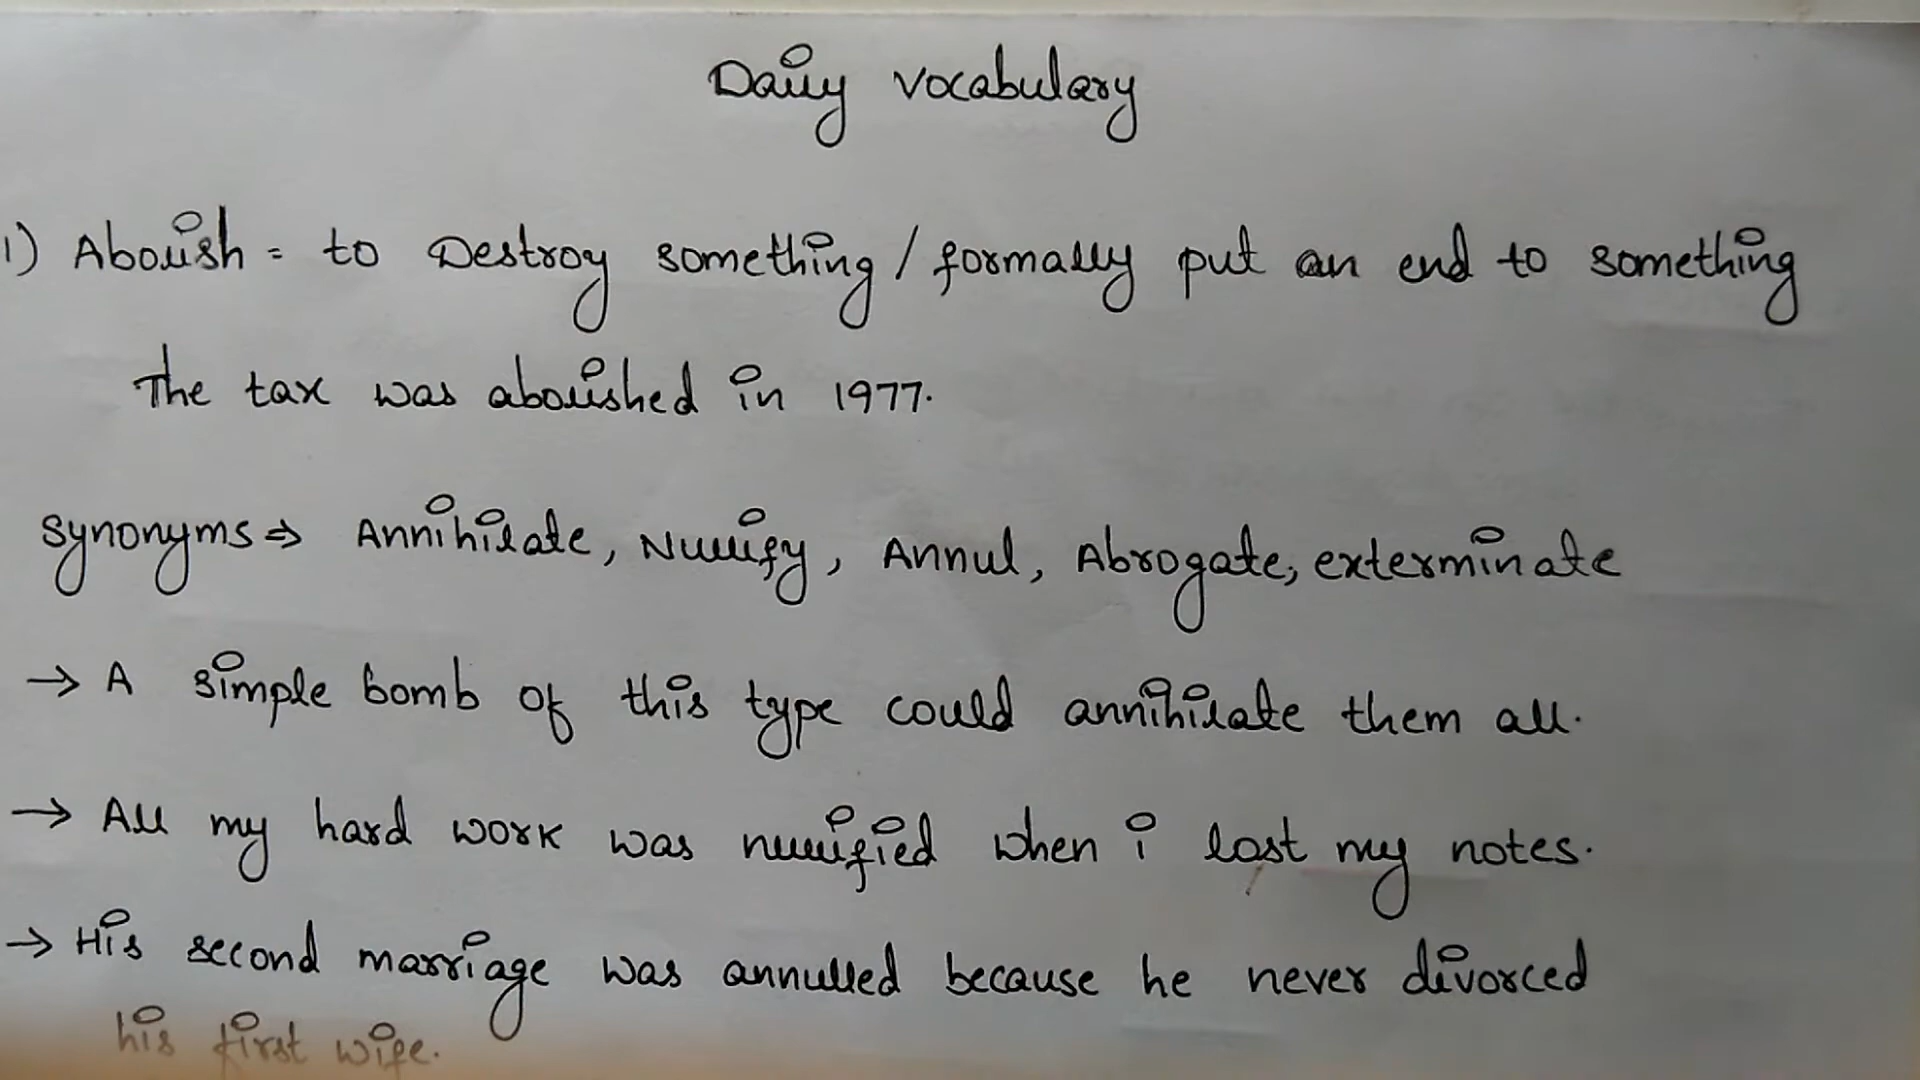 Daily vocabulary
1) Abolish = to Destroy something / formally put an end to something
The tax was abolished in 1977.
Synonyms ⇒ Annihilate, Nullify, Annul, Abrogate, exterminate
→ A simple bomb of this type could annihilate them all.
→ All my hard work was nullified when i lost my notes.
→ His second marriage was annulled because he never divorced
his first wife.